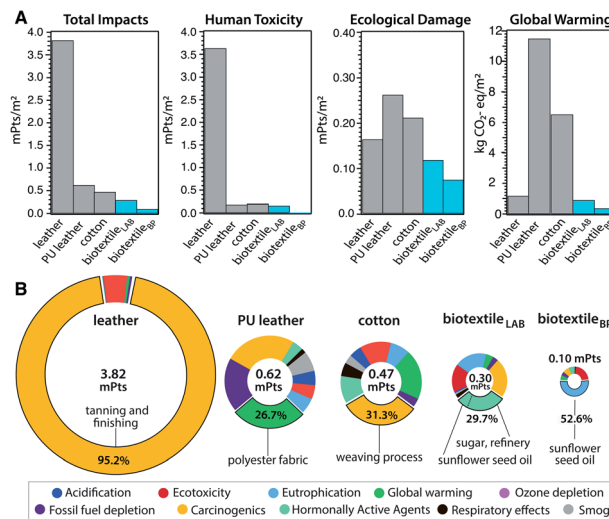 A
Total Impacts
Human Toxicity
Ecological Damage
Global Warming
mPts/m²
4.0
3.5
3.0
2.5
2.0
1.5
1.0
0.5
0.0
leather
PU leather
cotton
biotextileLAB
biotextileBP
mPts/m²
4.0
3.5
3.0
2.5
2.0
1.5
1.0
0.5
0.0
leather
PU leather
cotton
biotextileLAB
biotextileBP
mPts/m²
0.40
0.30
0.20
0.10
0.00
leather
PU leather
cotton
biotextileLAB
biotextileBP
kg CO₂- eq/m²
12
10
8
6
4
2
0
leather
PU leather
cotton
biotextileLAB
B
leather
3.82
mPts
tanning and
finishing
95.2%
PU leather
0.62
mPts
26.7%
polyester fabric
cotton
0.47
mPts
31.3%
weaving process
biotextileLAB
0.30
mPts
29.7%
sugar, refinery
sunflower seed oil
0.10 mPts
52.6%
sunflower
seed oil
Acidification Ecotoxicity Eutrophication Global warming Ozone depletion
Fossil fuel depletion Carcinogenics Hormonally Active Agents Respiratory effects Smog